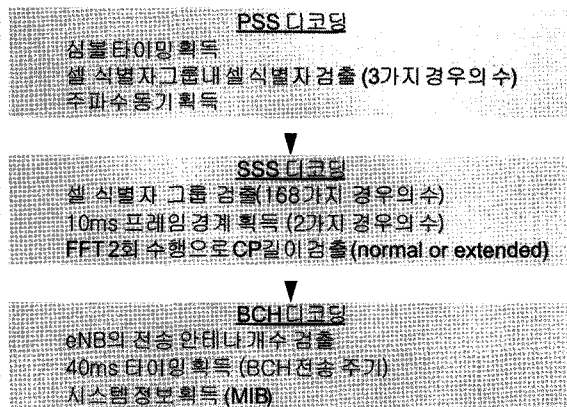 PSS 디코딩
심볼 타이밍 획득
셀 식별자그룹내 셀 식별자 검출 (3가지 경우의 수)
주파수 동기 획득
SSS 디코딩
셀 식별자 그룹 검출(168가지 경우의 수)
10ms 프레임 경계 획득 (2가지 경우의 수)
FFT 2회 수행으로 CP길이 검출 (normal or extended)
BCH 디코딩
eNB의 전송 안테나 개수 검출
40ms 타이밍 획득 (BCH 전송 주기)
시스템 정보 획득 (MIB)